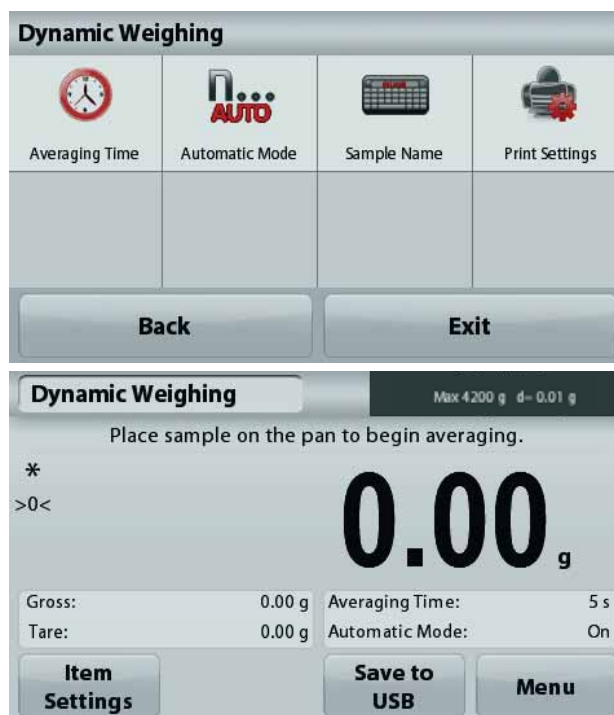 Dynamic Weighing
n...
AUTO
Averaging Time Automatic Mode Sample Name Print Settings
Back Exit
Dynamic Weighing Max 4200 g d= 0.01 g
Place sample on the pan to begin averaging.
*
>0<
0.00 g
Gross: 0.00 g Averaging Time: 5 s
Tare: 0.00 g Automatic Mode: On
Item Settings Save to USB Menu